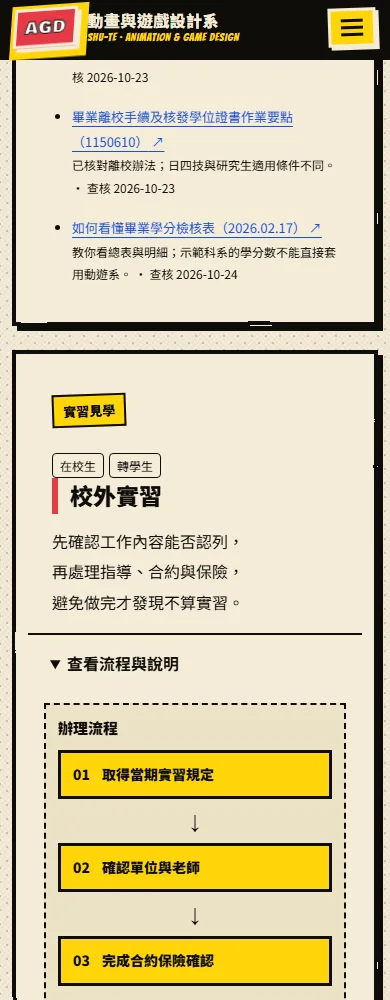 AGD
動畫與遊戲設計系
SHU-TE · ANIMATION & GAME DESIGN
核 2026-10-23
• 畢業離校手續及核發學位證書作業要點
（1150610） ↗
已核對離校辦法；日四技與研究生適用條件不同。
• 查核 2026-10-23
• 如何看懂畢業學分檢核表（2026.02.17） ↗
教你看總表與明細；示範科系的學分數不能直接套
用動遊系。 • 查核 2026-10-24
實習見學
在校生 轉學生
校外實習
先確認工作內容能否認列，
再處理指導、合約與保險，
避免做完才發現不算實習。
▼ 查看流程與說明
辦理流程
01 取得當期實習規定
↓
02 確認單位與老師
↓
03 完成合約保險確認